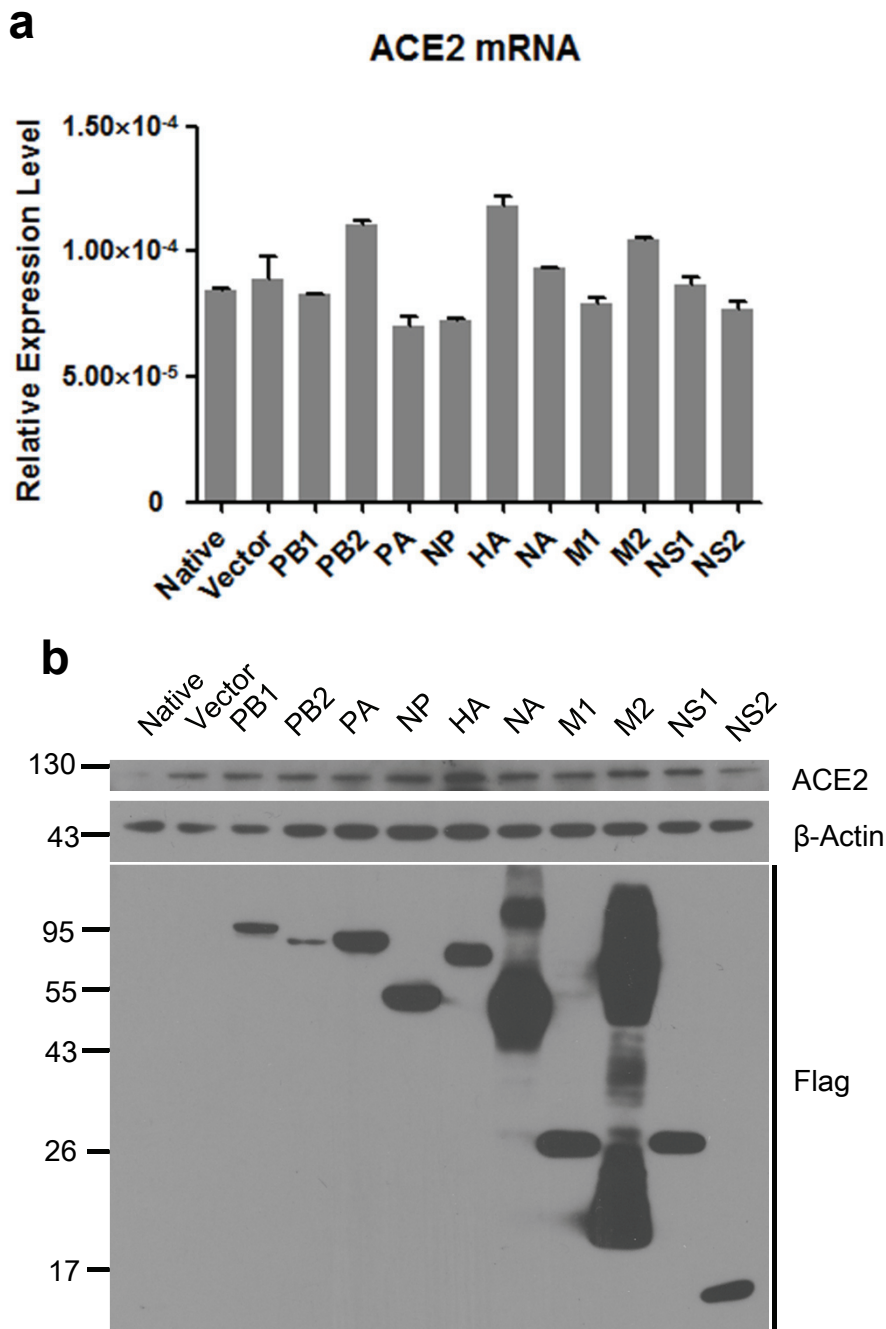 a
ACE2 mRNA
Relative Expression Level
1.50×10-4
1.00×10-4
5.00×10-5
0
Native Vector PB1 PB2 PA NP HA NA M1 M2 NS1 NS2
b
Native Vector PB1 PB2 PA NP HA NA M1 M2 NS1 NS2
130
ACE2
43
β-Actin
95
55
43
Flag
26
17